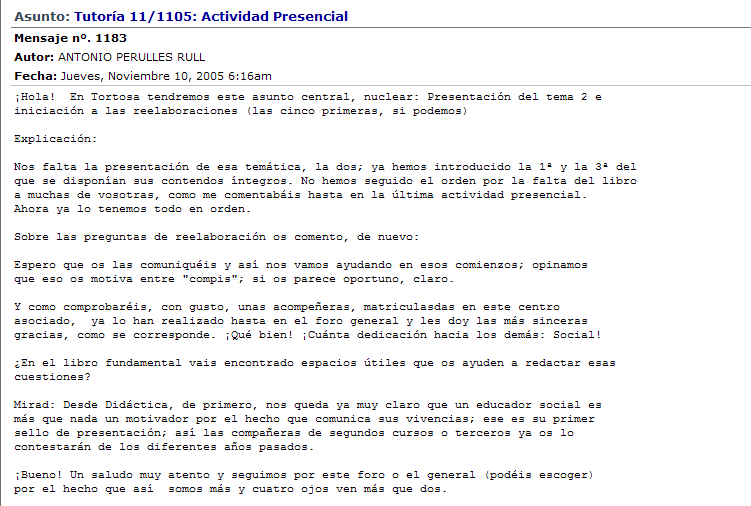 Asunto: Tutoría 11/1105: Actividad Presencial
Mensaje nº. 1183
Autor: ANTONIO PERULLES RULL
Fecha: Jueves, Noviembre 10, 2005 6:16am
¡Hola!  En Tortosa tendremos este asunto central, nuclear: Presentación del tema 2 e
iniciación a las reelaboraciones (las cinco primeras, si podemos)
Explicación:
Nos falta la presentación de esa temática, la dos; ya hemos introducido la 1ª y la 3ª del
que se disponían sus contendos íntegros. No hemos seguido el orden por la falta del libro
a muchas de vosotras, como me comentabáis hasta en la última actividad presencial.
Ahora ya lo tenemos todo en orden.
Sobre las preguntas de reelaboración os comento, de nuevo:
Espero que os las comuniquéis y así nos vamos ayudando en esos comienzos; opinamos
que eso os motiva entre "compis"; si os parece oportuno, claro.
Y como comprobaréis, con gusto, unas acompeñeras, matriculasdas en este centro
asociado,  ya lo han realizado hasta en el foro general y les doy las más sinceras
gracias, como se corresponde. ¡Qué bien! ¡Cuánta dedicación hacia los demás: Social!
¿En el libro fundamental vais encontrado espacios útiles que os ayuden a redactar esas
cuestiones?
Mirad: Desde Didáctica, de primero, nos queda ya muy claro que un educador social es
más que nada un motivador por el hecho que comunica sus vivencias; ese es su primer
sello de presentación; así las compañeras de segundos cursos o terceros ya os lo
contestarán de los diferentes años pasados.
¡Bueno! Un saludo muy atento y seguimos por este foro o el general (podéis escoger)
por el hecho que así  somos más y cuatro ojos ven más que dos.